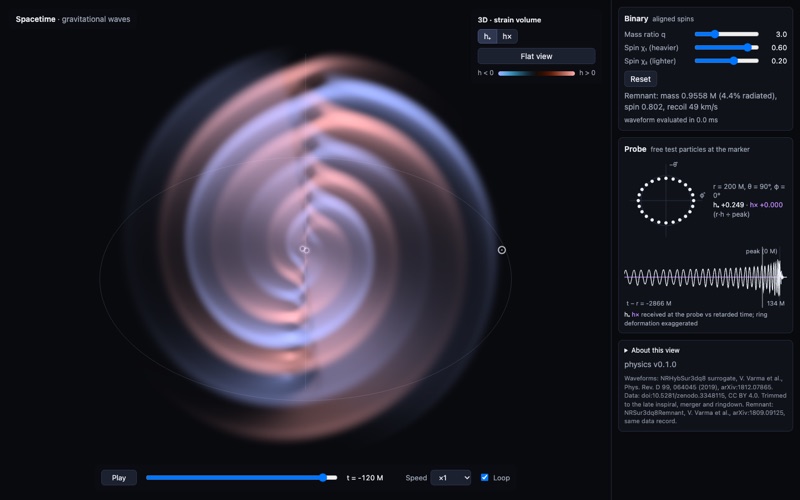 Spacetime · gravitational waves
3D · strain volume
h₊ h×
Flat view
h < 0 h > 0
Play
t = −120 M
Speed ×1
Loop
Binary aligned spins
Mass ratio q 3.0
Spin χ₁ (heavier) 0.60
Spin χ₂ (lighter) 0.20
Reset
Remnant: mass 0.9558 M (4.4% radiated),
spin 0.802, recoil 49 km/s
waveform evaluated in 0.0 ms
Probe free test particles at the marker
−θ̂
φ̂
r = 200 M, θ = 90°, φ =
0°
h₊ +0.249 · h× +0.000
(r·h ÷ peak)
peak (0 M)
t − r = -2866 M 134 M
h₊ h× received at the probe vs retarded time; ring
deformation exaggerated
▶ About this view
physics v0.1.0
Waveforms: NRHybSur3dq8 surrogate, V. Varma et al.,
Phys. Rev. D 99, 064045 (2019), arXiv:1812.07865.
Data: doi:10.5281/zenodo.3348115, CC BY 4.0. Trimmed
to the late inspiral, merger and ringdown. Remnant:
NRSur3dq8Remnant, V. Varma et al., arXiv:1809.09125,
same data record.